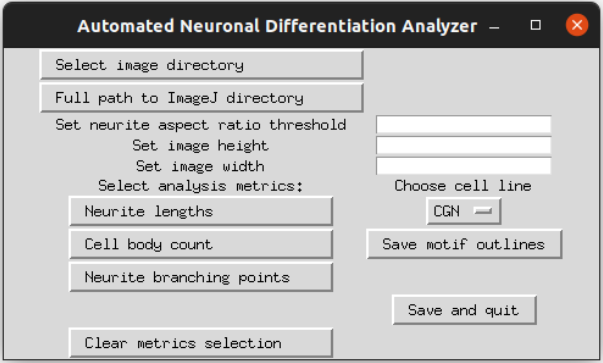 Automated Neuronal Differentiation Analyzer
Select image directory
Full path to ImageJ directory
Set neurite aspect ratio threshold
Set image height
Set image width
Select analysis metrics: Choose cell line
Neurite lengths CGN
Cell body count Save motif outlines
Neurite branching points
Save and quit
Clear metrics selection